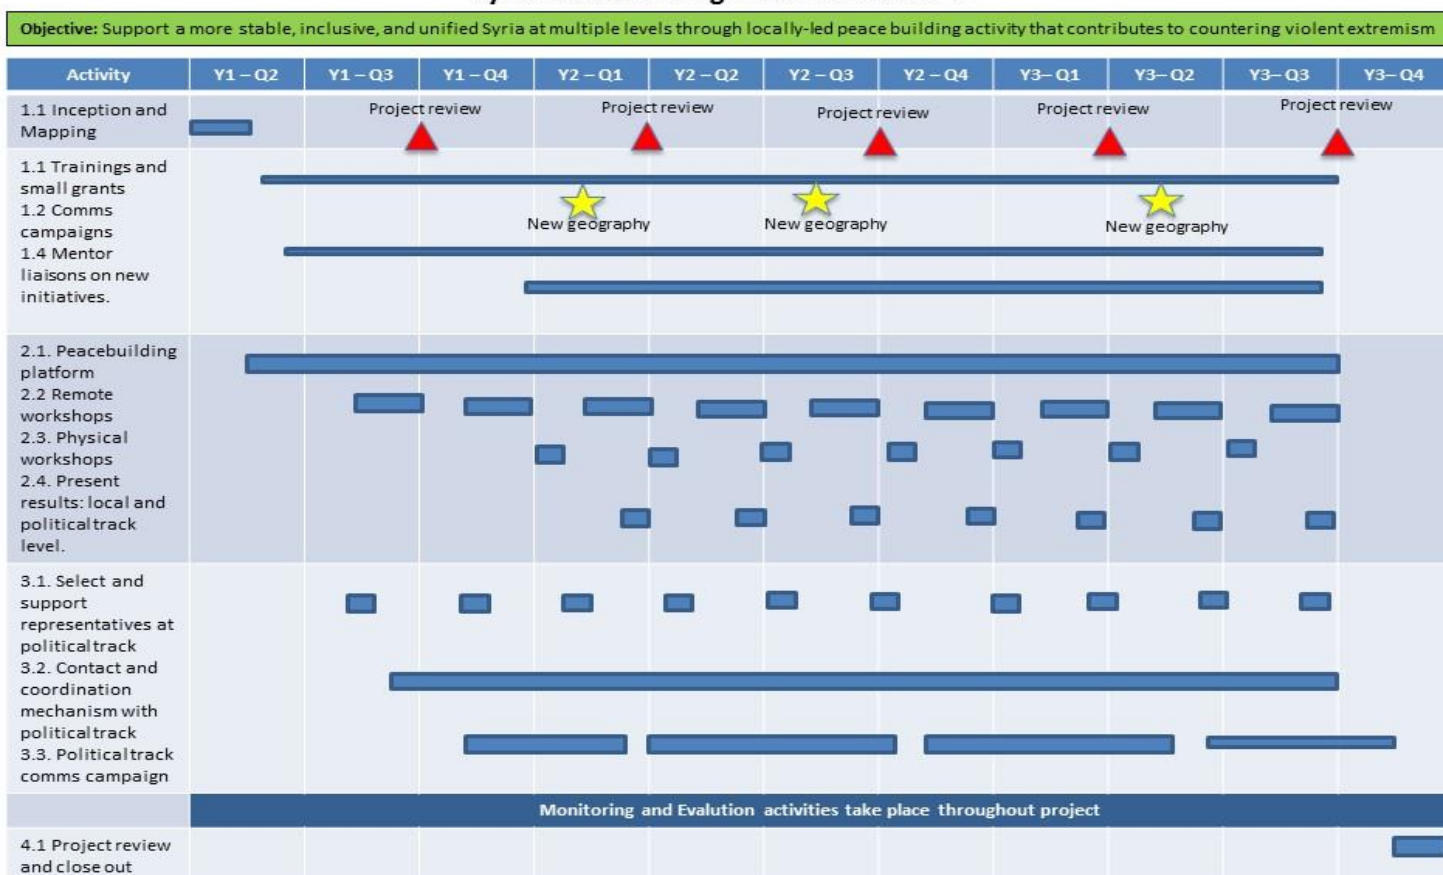 Objective: Support a more stable, inclusive, and unified Syria at multiple levels through locally-led peace building activity that contributes to countering violent extremism
Activity Y1 – Q2 Y1 – Q3 Y1 – Q4 Y2 – Q1 Y2 – Q2 Y2 – Q3 Y2 – Q4 Y3– Q1 Y3– Q2 Y3– Q3 Y3– Q4
1.1 Inception and
Mapping
Project review Project review Project review Project review Project review
1.1 Trainings and
small grants
1.2 Comms
campaigns
1.4 Mentor
liaisons on new
initiatives.
New geography New geography New geography
2.1. Peacebuilding
platform
2.2 Remote
workshops
2.3. Physical
workshops
2.4. Present
results: local and
political track
level.
3.1. Select and
support
representatives at
political track
3.2. Contact and
coordination
mechanism with
political track
3.3. Political track
comms campaign
Monitoring and Evalution activities take place throughout project
4.1 Project review
and close out